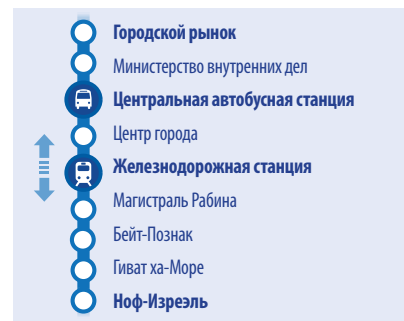 Городской рынок
Министерство внутренних дел
Центральная автобусная станция
Центр города
Железнодорожная станция
Магистраль Рабина
Бейт-Познак
Гиват ха-Море
Ноф-Изреэль